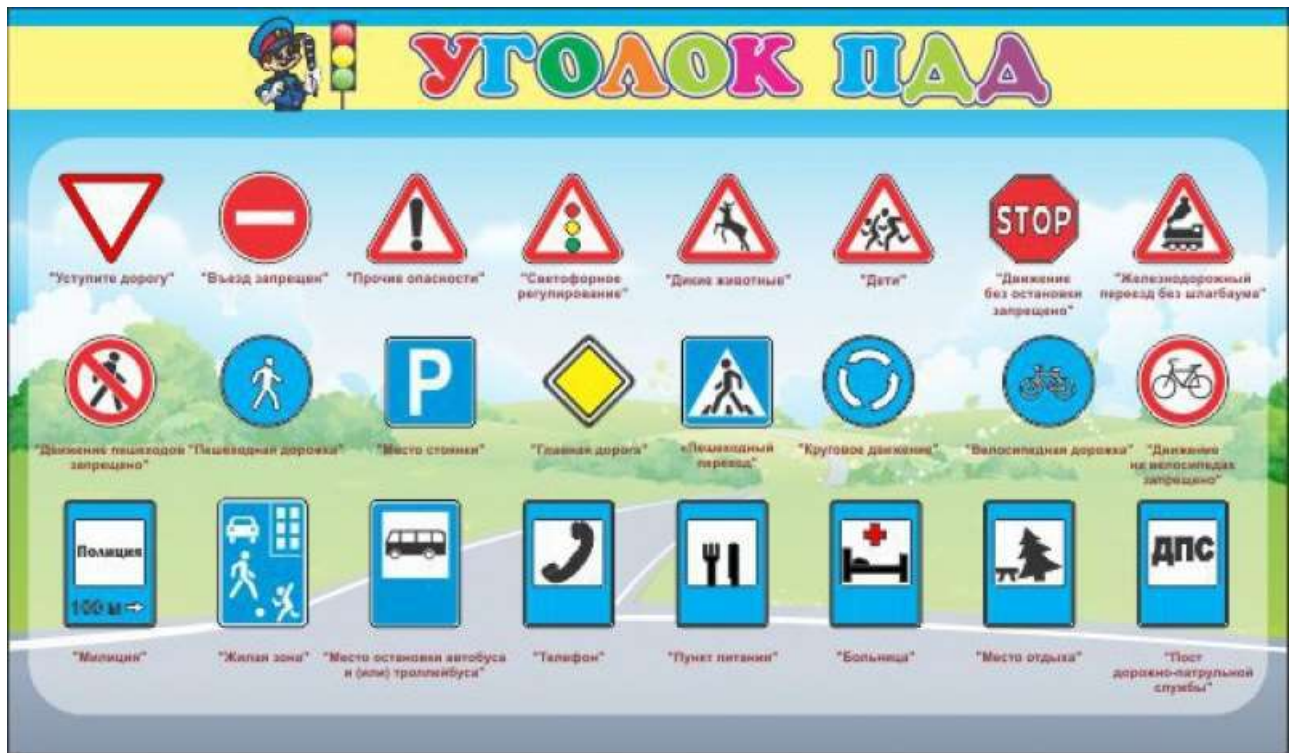 УГОЛОК ПДД
"Уступите дорогу"
"Въезд запрещен"
"Прочие опасности"
"Светофорное
регулирование"
"Дикие животные"
"Дети"
STOP
"Движение
без остановки
запрещено"
"Железнодорожный
переезд без шлагбаума"
"Движение пешеходов
запрещено"
"Пешеходная дорожка"
P
"Место стоянки"
"Главная дорога"
«Пешеходный
переход"
"Круговое движение"
"Велосипедная дорожка"
"Движение
на велосипедах
запрещено"
Полиция
100 м
"Милиция"
"Жилая зона"
"Место остановки автобуса
и (или) троллейбуса"
"Телефон"
"Пункт питания"
"Больница"
"Место отдыха"
ДПС
"Пост
дорожно-патрульной
службы"